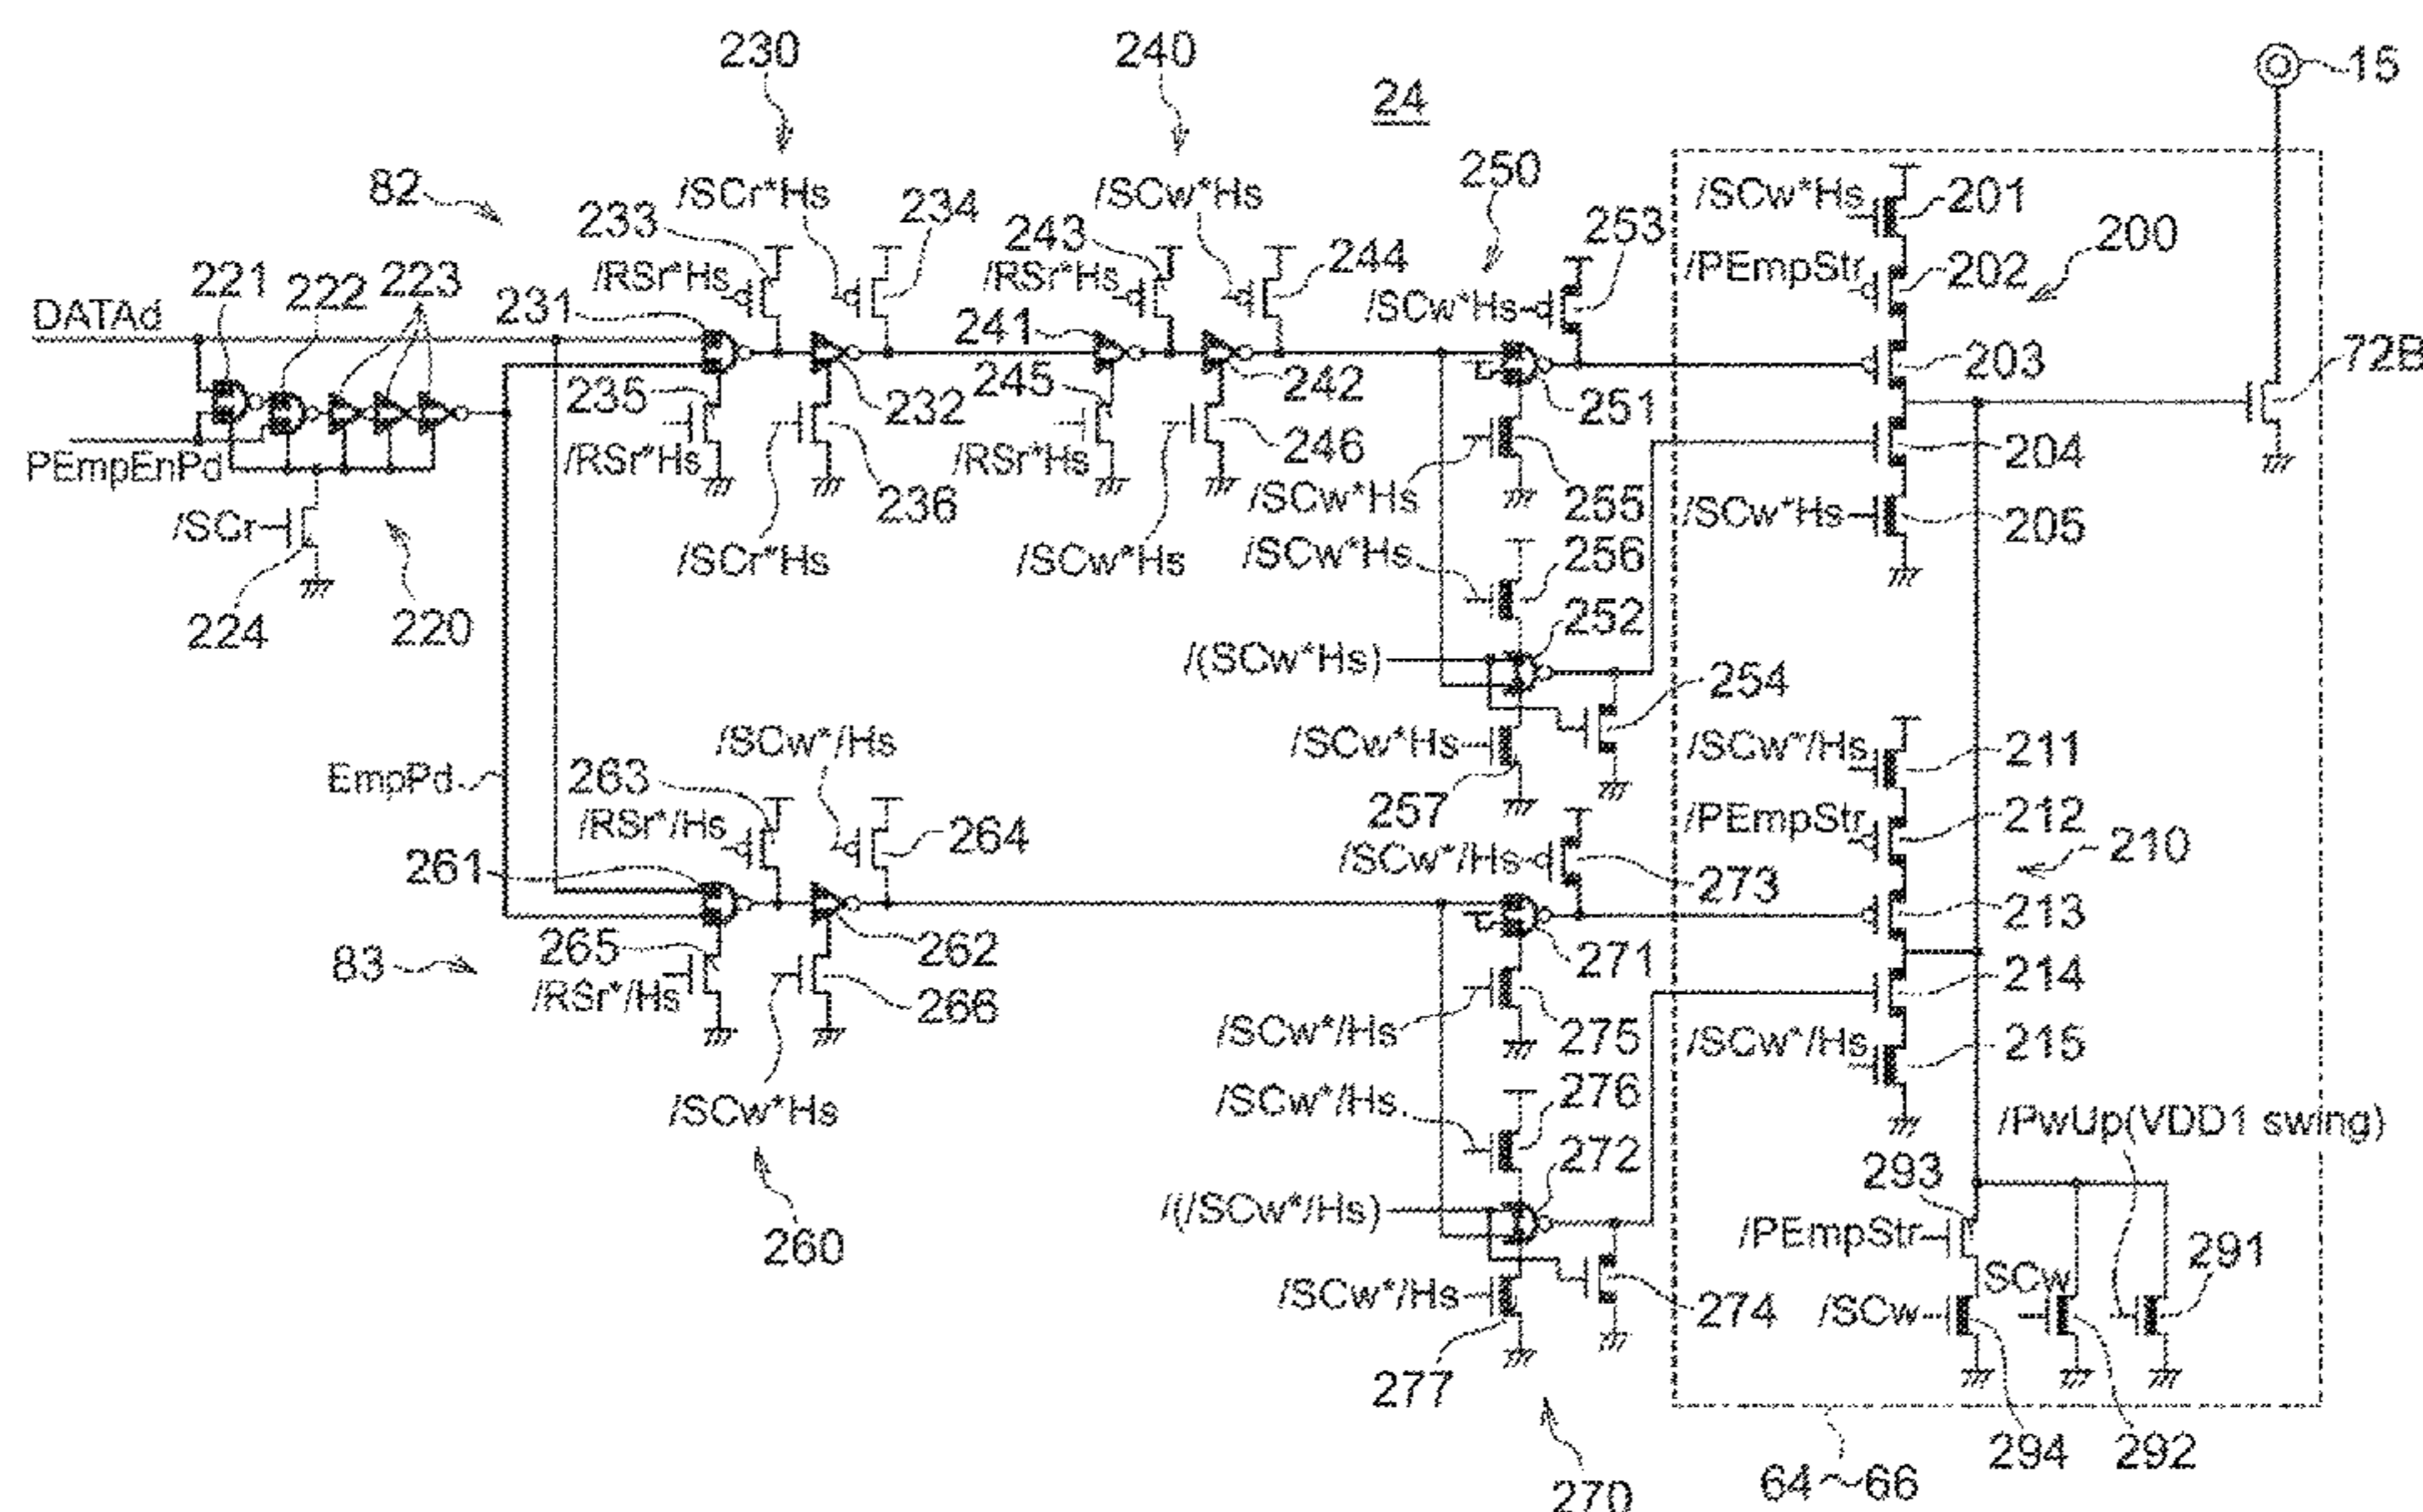 230
240
24
15
82
/SCr*Hs
234
/SCw*Hs
250
/SCw*Hs
201
233
243
244
253
200
221
222
223
/RSr*Hs
/RSr*Hs
/PEmpStr
202
DATAd
231
241
/SCw*Hs
203
72B
235
232
245
242
251
PEmpEnPd
/RSr*Hs
236
/RSr*Hs
246
204
/SCr
/SCw*Hs
255
/SCw*Hs
205
224
220
/SCr*Hs
/SCw*Hs
/SCw*Hs
256
252
/(SCw*Hs)
254
EmpPd
/SCw*/Hs
/SCw*Hs
257
/SCw*/Hs
211
263
/RSr*/Hs
264
/PEmpStr
212
261
/SCw*/Hs
273
210
213
83
265
262
271
/RSr*/Hs
266
214
/SCw*/Hs
275
/SCw*/Hs
215
/SCw*Hs
/SCw*/Hs
276
/PwUp(VDD1 swing)
260
272
293
/(/SCw*/Hs)
/PEmpStr
291
/SCw*/Hs
274
SCw
/SCw
277
294
292
270
64~66